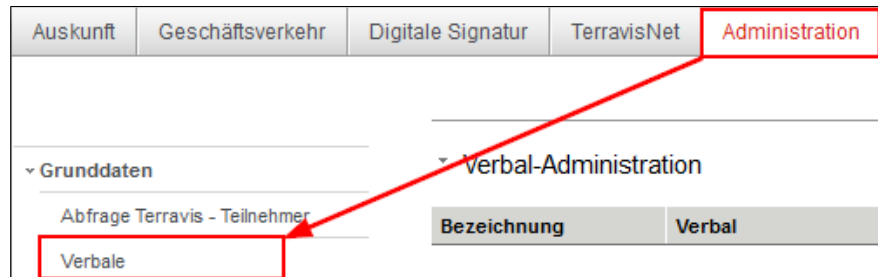 Auskunft Geschäftsverkehr Digitale Signatur TerravisNet Administration
Grunddaten
Verbal-Administration
Abfrage Terravis - Teilnehmer
Bezeichnung Verbal
Verbale